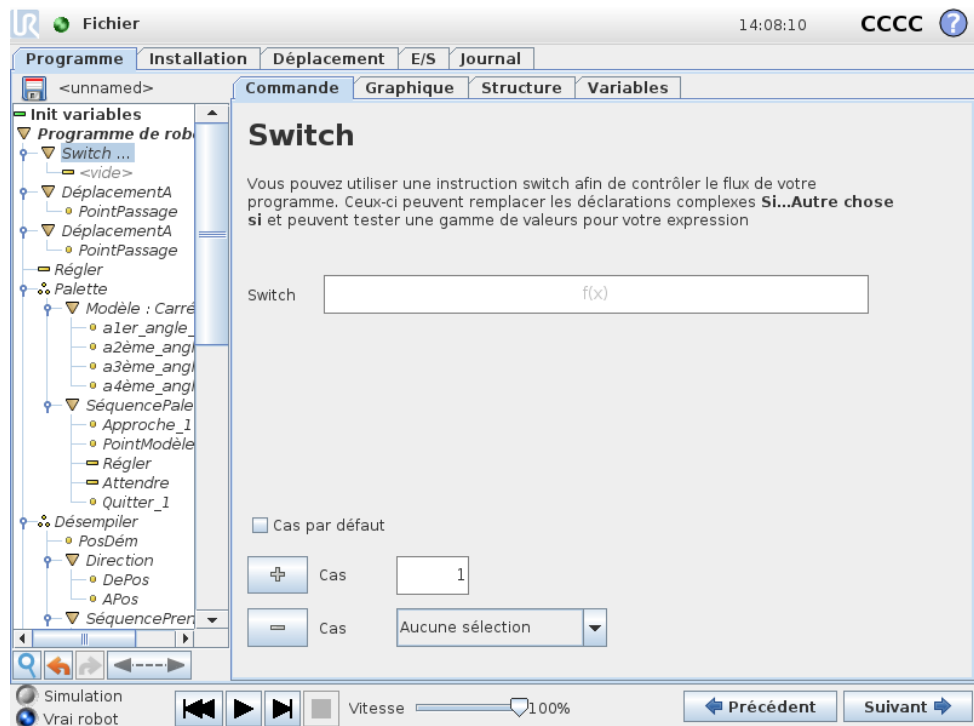 UR Fichier 14:08:10 CCCC ?
Programme Installation Déplacement E/S Journal
<unnamed> Commande Graphique Structure Variables
Init variables
Programme de rob
Switch ...
<vide>
DéplacementA
PointPassage
DéplacementA
PointPassage
Régler
Palette
Modèle : Carré
a1er_angle_
a2ème_angl
a3ème_angl
a4ème_angl
SéquencePale
Approche_1
PointModèle
Régler
Attendre
Quitter_1
Désempiler
PosDém
Direction
DePos
APos
SéquencePren
Switch
Vous pouvez utiliser une instruction switch afin de contrôler le flux de votre
programme. Ceux-ci peuvent remplacer les déclarations complexes Si...Autre chose
si et peuvent tester une gamme de valeurs pour votre expression
Switch f(x)
Cas par défaut
Cas 1
Cas Aucune sélection
Simulation
Vrai robot
Vitesse 100%
Précédent Suivant